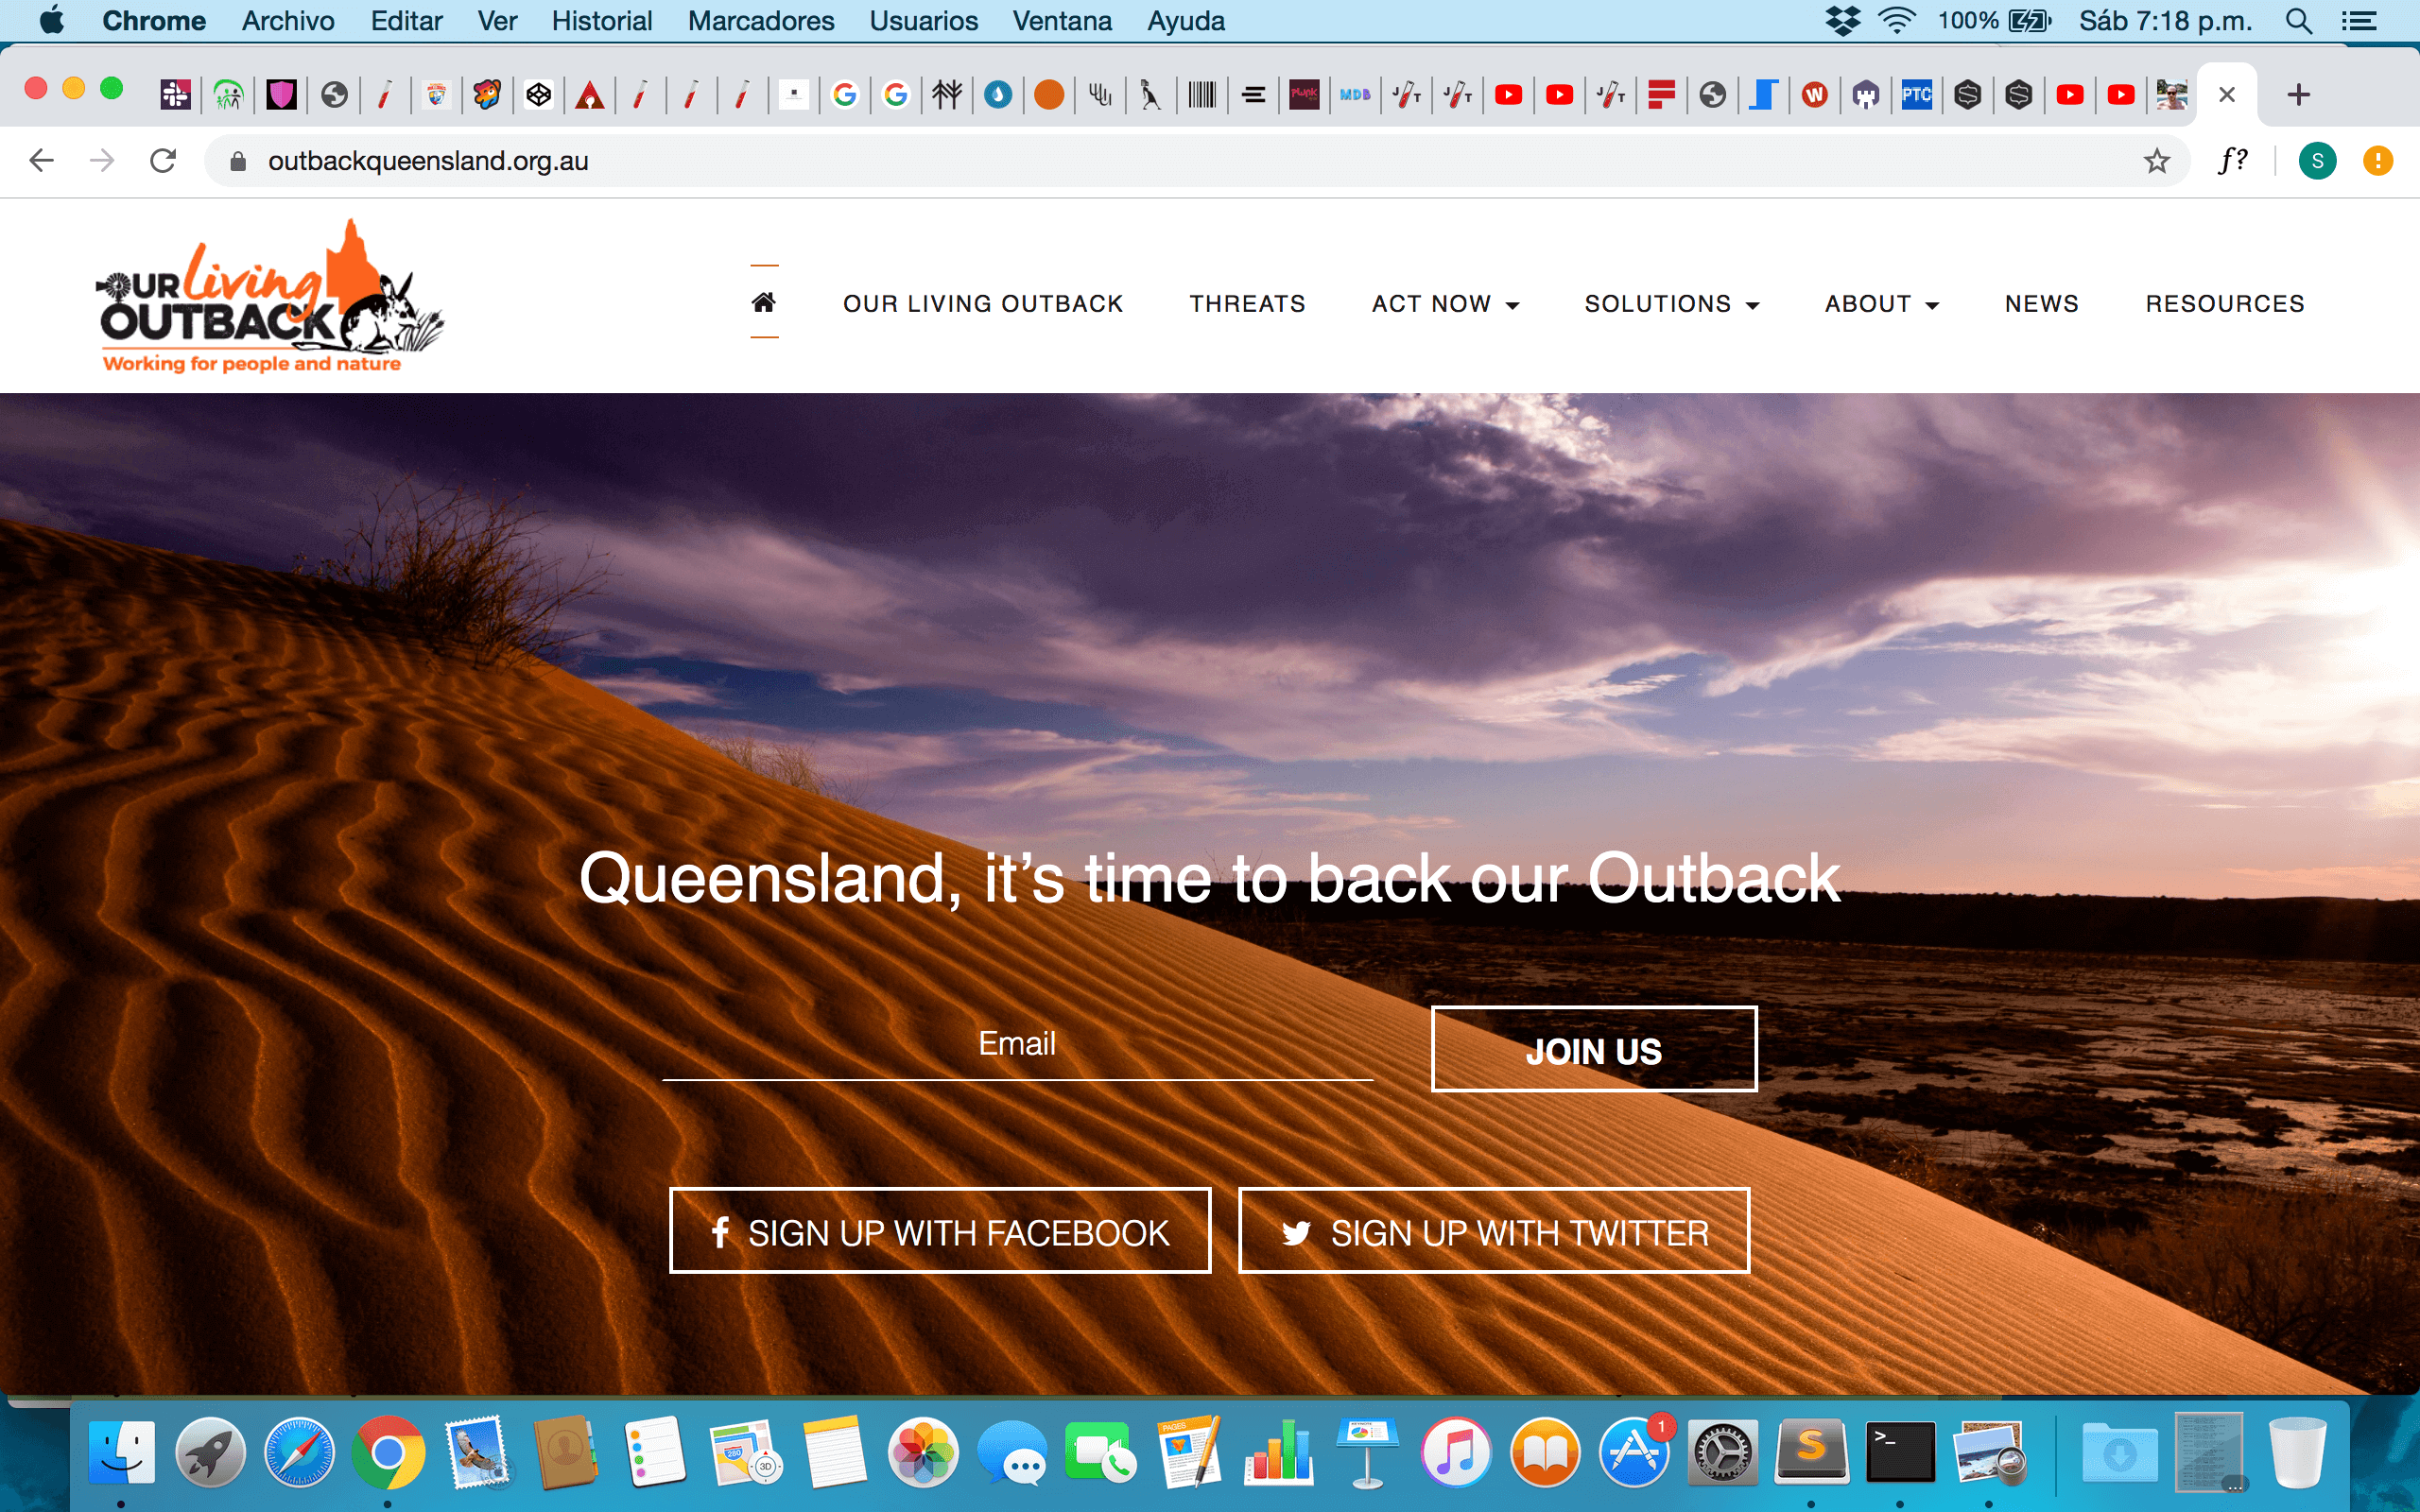 Chrome Archivo Editar Ver Historial Marcadores Usuarios Ventana Ayuda 100% Sáb 7:18 p.m.
outbackqueensland.org.au f? S
OUR Living OUTBACK
Working for people and nature
OUR LIVING OUTBACK THREATS ACT NOW SOLUTIONS ABOUT NEWS RESOURCES
Queensland, it's time to back our Outback
Email
JOIN US
SIGN UP WITH FACEBOOK SIGN UP WITH TWITTER